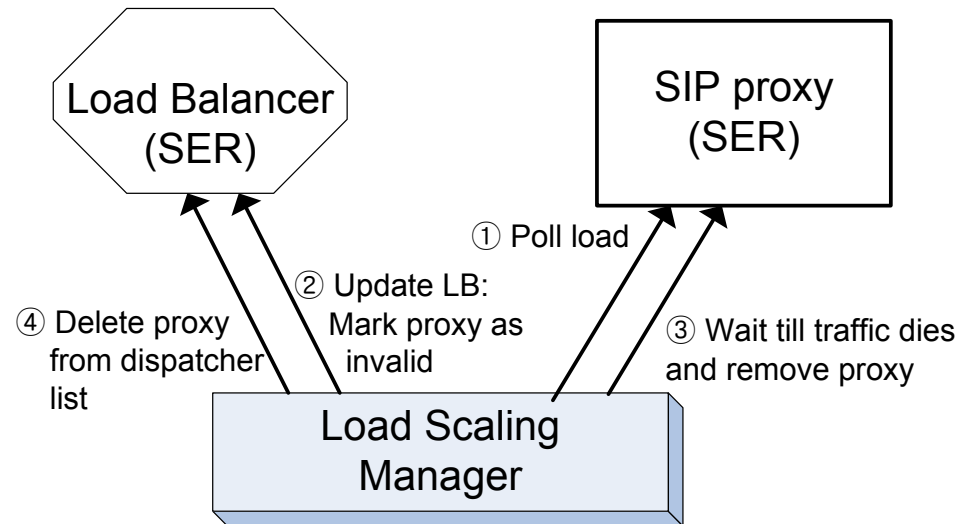 Load Balancer
(SER)
SIP proxy
(SER)
① Poll load
② Update LB:
Mark proxy as
invalid
③ Wait till traffic dies
and remove proxy
④ Delete proxy
from dispatcher
list
Load Scaling
Manager